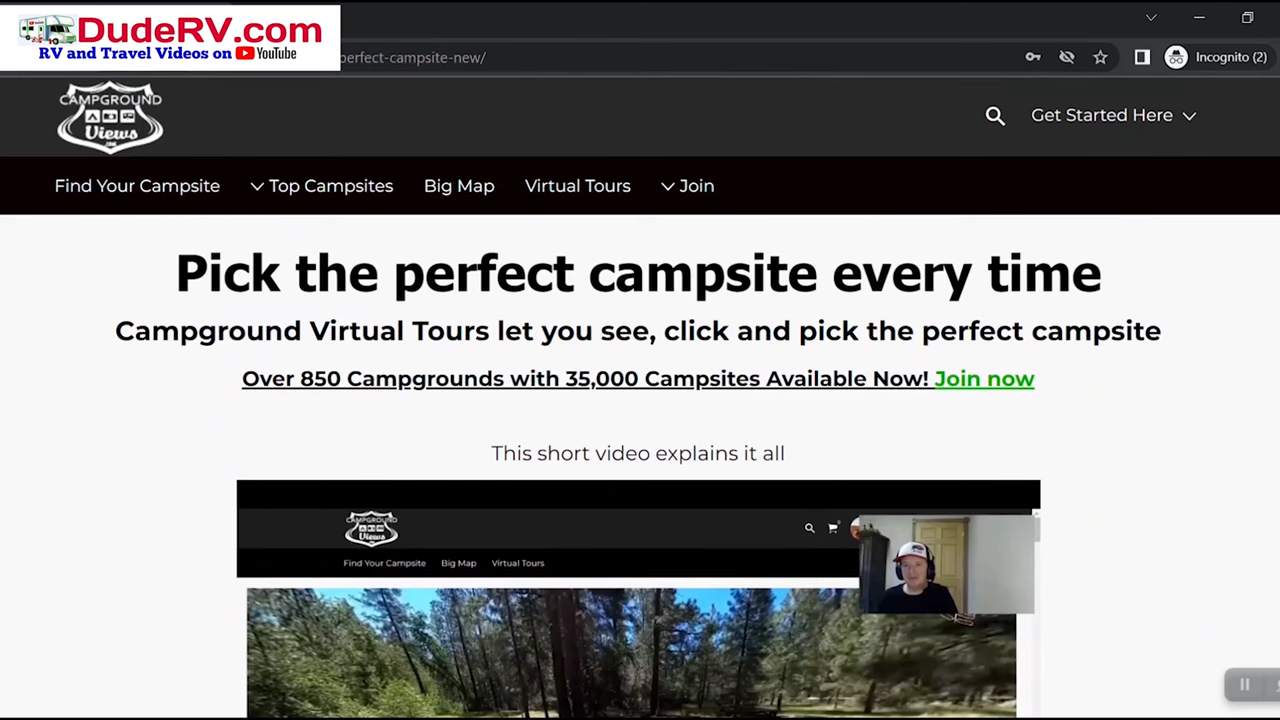 DudeRV.com
RV and Travel Videos on YouTube
perfect-campsite-new/
Incognito (2)
CAMPGROUND
Views
Get Started Here
Find Your Campsite
Top Campsites
Big Map
Virtual Tours
Join
Pick the perfect campsite every time
Campground Virtual Tours let you see, click and pick the perfect campsite
Over 850 Campgrounds with 35,000 Campsites Available Now! Join now
This short video explains it all
CAMPGROUND
Views
Find Your Campsite
Big Map
Virtual Tours